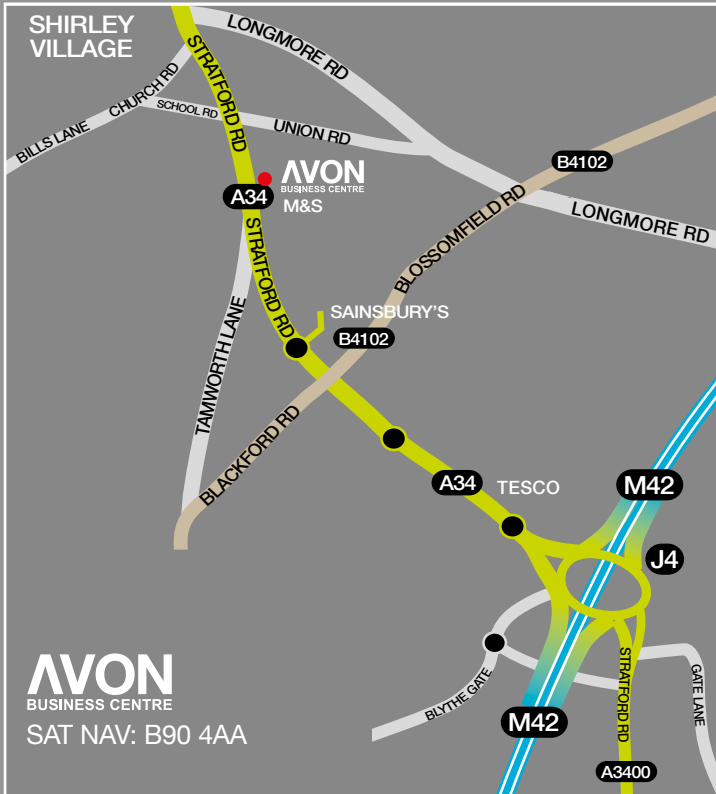 SHIRLEY
VILLAGE
LONGMORE RD
STRATFORD RD
CHURCH RD
SCHOOL RD
BILLS LANE
UNION RD
B4102
AVON
BUSINESS CENTRE
M&S
A34
BLOSSOMFIELD RD
LONGMORE RD
STRATFORD RD
SAINSBURY'S
B4102
TAMWORTH LANE
BLACKFORD RD
A34
TESCO
M42
J4
AVON
BUSINESS CENTRE
SAT NAV: B90 4AA
BLYTHE GATE
STRATFORD RD
GATE LANE
M42
A3400